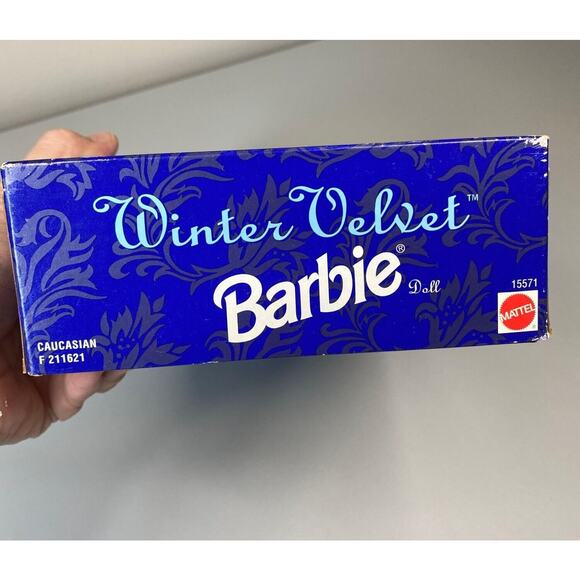 Winter Velvet™
Barbie® Doll
15571
MATTEL
®
CAUCASIAN
F 211621